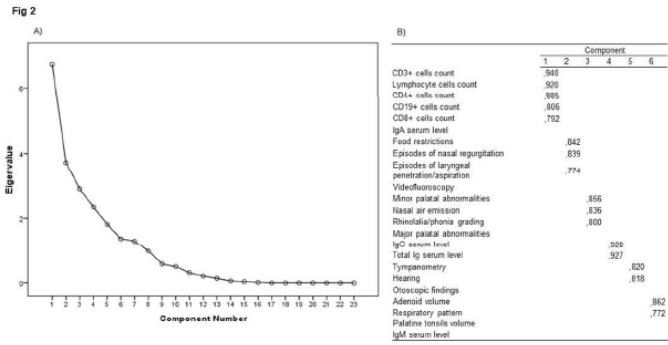 Fig 2
A)
Eigenvalue
6
4
2
0
1 2 3 4 5 6 7 8 9 10 11 12 13 14 15 16 17 18 19 20 21 22 23
Component Number
B)
Component
1 2 3 4 5 6
CD3+ cells count ,940
Lymphocyte cells count ,920
CD4+ cells count
CD19+ cells count ,806
CD8+ cells count ,792
IgA serum level
Food restrictions ,842
Episodes of nasal regurgitation ,839
Episodes of laryngeal
penetration/aspiration ,774
Videofluoroscopy
Minor palatal abnormalities ,856
Nasal air emission ,836
Rhinolalia/phonia grading ,800
Major palatal abnormalities
IgG serum level
Total Ig serum level ,927
Tympanometry ,820
Hearing ,818
Otoscopic findings
Adenoid volume ,862
Respiratory pattern ,772
Palatine tonsils volume
IgM serum level